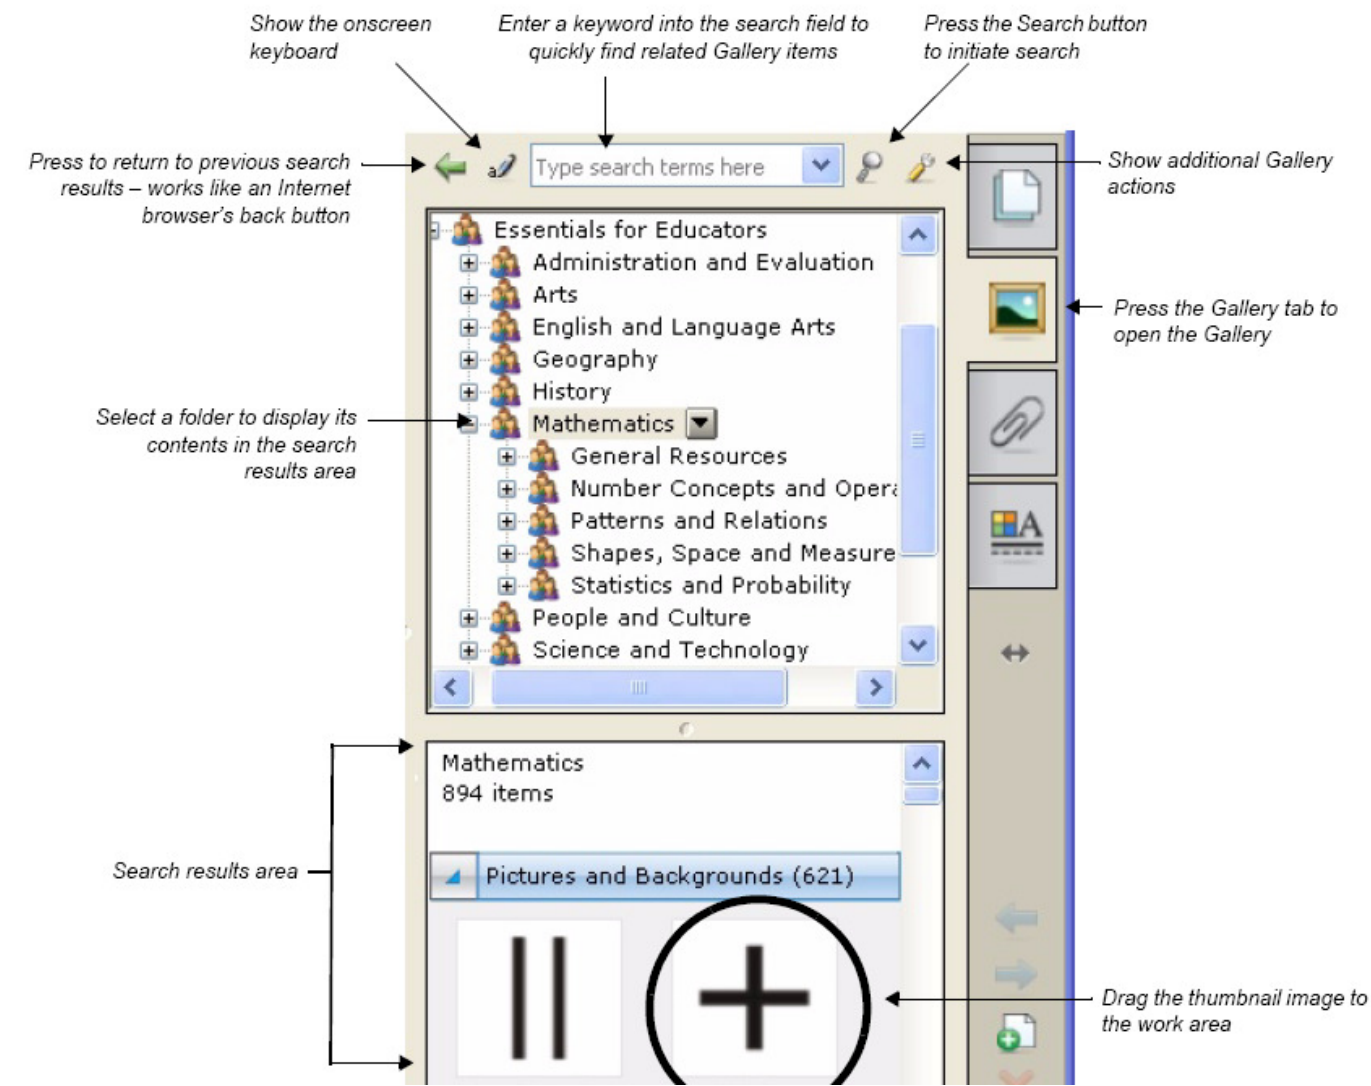 Show the onscreen
keyboard
Enter a keyword into the search field to
quickly find related Gallery items
Press the Search button
to initiate search
Press to return to previous search
results – works like an Internet
browser's back button
a
Type search terms here
Show additional Gallery
actions
Essentials for Educators
Administration and Evaluation
Arts
English and Language Arts
Geography
History
Mathematics
General Resources
Number Concepts and Opera
Patterns and Relations
Shapes, Space and Measure
Statistics and Probability
People and Culture
Science and Technology
Press the Gallery tab to
open the Gallery
Select a folder to display its
contents in the search
results area
A
Mathematics
894 items
Search results area
Pictures and Backgrounds (621)
Drag the thumbnail image to
the work area